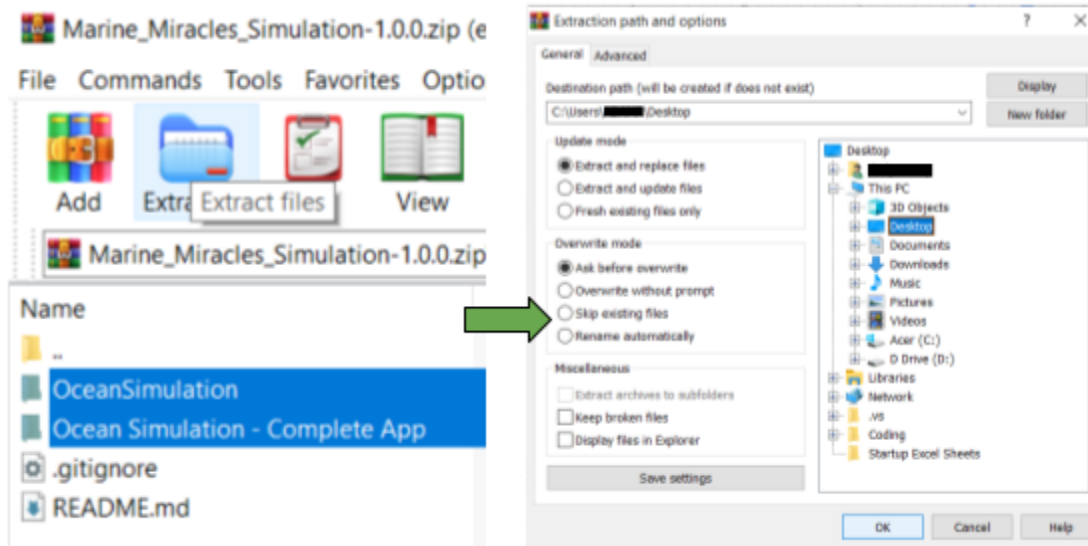 Marine_Miracles_Simulation-1.0.0.zip (e
File Commands Tools Favorites Optio
Add Extra View
Extract files
Marine_Miracles_Simulation-1.0.0.zip
Name
..
OceanSimulation
Ocean Simulation - Complete App
.gitignore
README.md
Extraction path and options ? X
General Advanced
Destination path (will be created if does not exist)
C:\Users\ \Desktop
Display
New folder
Update mode
Extract and replace files
Extract and update files
Fresh existing files only
Overwrite mode
Ask before overwrite
Overwrite without prompt
Skip existing files
Rename automatically
Miscellaneous
Extract archives to subfolders
Keep broken files
Display files in Explorer
Save settings
Desktop
This PC
3D Objects
Desktop
Documents
Downloads
Music
Pictures
Videos
Acer (C:)
D Drive (D:)
Libraries
Network
.vs
Coding
Startup Excel Sheets
OK Cancel Help